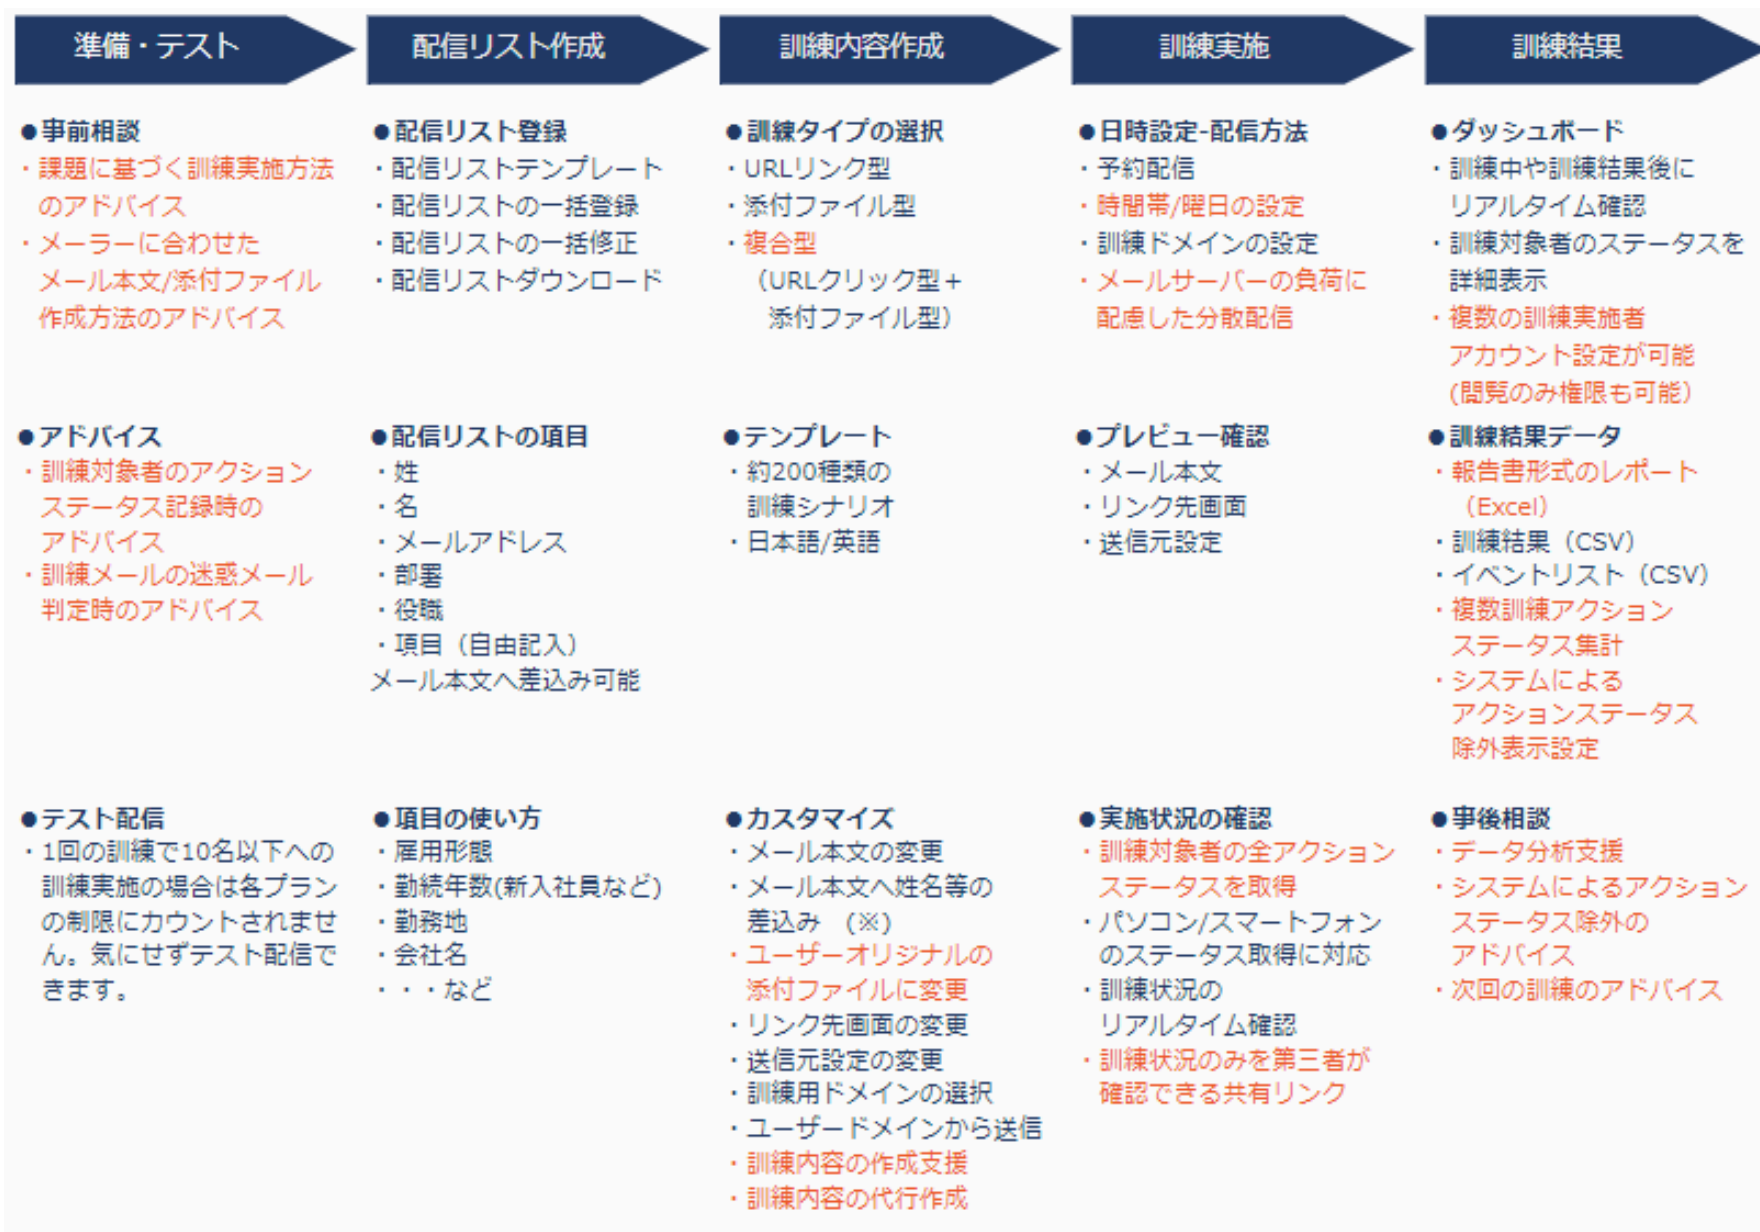 準備・テスト
配信リスト作成
訓練内容作成
訓練実施
訓練結果
●事前相談
・課題に基づく訓練実施方法
のアドバイス
・メーラーに合わせた
メール本文/添付ファイル
作成方法のアドバイス
●配信リスト登録
・配信リストテンプレート
・配信リストの一括登録
・配信リストの一括修正
・配信リストダウンロード
●訓練タイプの選択
・URLリンク型
・添付ファイル型
・複合型
（URLクリック型＋
添付ファイル型）
●日時設定-配信方法
・予約配信
・時間帯/曜日の設定
・訓練ドメインの設定
・メールサーバーの負荷に
配慮した分散配信
●ダッシュボード
・訓練中や訓練結果後に
リアルタイム確認
・訓練対象者のステータスを
詳細表示
・複数の訓練実施者
アカウント設定が可能
(閲覧のみ権限も可能）
●アドバイス
・訓練対象者のアクション
ステータス記録時の
アドバイス
・訓練メールの迷惑メール
判定時のアドバイス
●配信リストの項目
・姓
・名
・メールアドレス
・部署
・役職
・項目（自由記入）
メール本文へ差込み可能
●テンプレート
・約200種類の
訓練シナリオ
・日本語/英語
●プレビュー確認
・メール本文
・リンク先画面
・送信元設定
●訓練結果データ
・報告書形式のレポート
（Excel）
・訓練結果（CSV）
・イベントリスト（CSV）
・複数訓練アクション
ステータス集計
・システムによる
アクションステータス
除外表示設定
●テスト配信
・1回の訓練で10名以下への
訓練実施の場合は各プラン
の制限にカウントされませ
ん。気にせずテスト配信で
きます。
●項目の使い方
・雇用形態
・勤続年数(新入社員など)
・勤務地
・会社名
・・・など
●カスタマイズ
・メール本文の変更
・メール本文へ姓名等の
差込み （※）
・ユーザーオリジナルの
添付ファイルに変更
・リンク先画面の変更
・送信元設定の変更
・訓練用ドメインの選択
・ユーザードメインから送信
・訓練内容の作成支援
・訓練内容の代行作成
●実施状況の確認
・訓練対象者の全アクション
ステータスを取得
・パソコン/スマートフォン
のステータス取得に対応
・訓練状況の
リアルタイム確認
・訓練状況のみを第三者が
確認できる共有リンク
●事後相談
・データ分析支援
・システムによるアクション
ステータス除外の
アドバイス
・次回の訓練のアドバイス